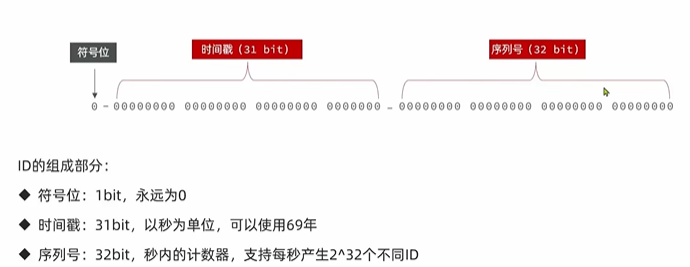 符号位
时间戳（31 bit）
序列号（32 bit）
0-00000000 00000000 00000000 0000000-00000000 00000000 00000000 00000000
ID的组成部分：
◆ 符号位：1bit，永远为0
◆ 时间戳：31bit，以秒为单位，可以使用69年
◆ 序列号：32bit，秒内的计数器，支持每秒产生2^32个不同ID